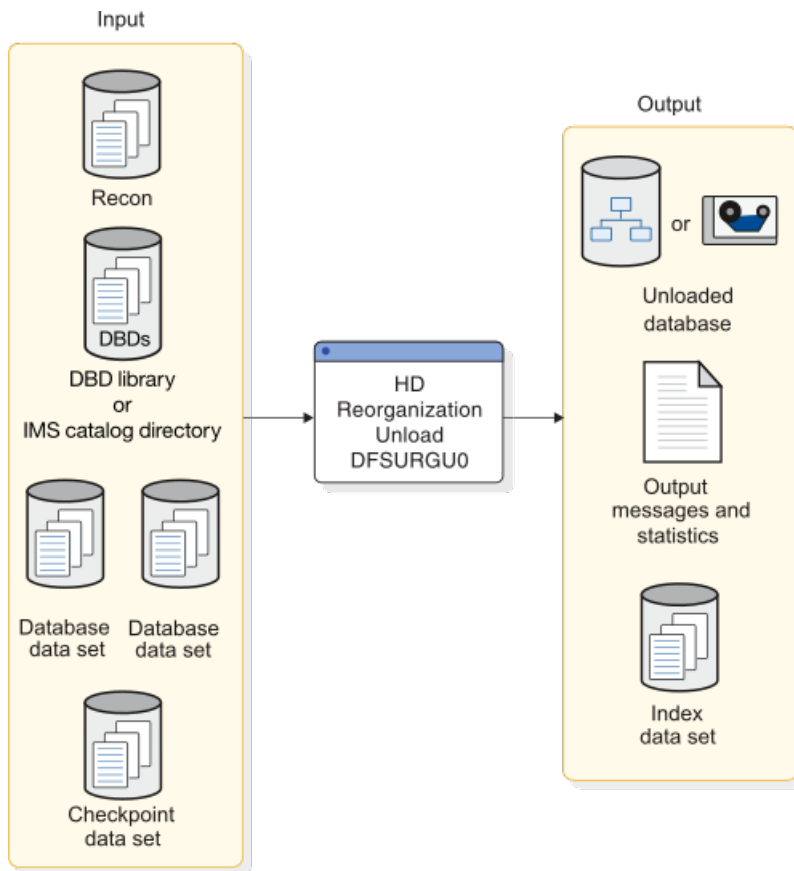 Input
Recon
DBDs
DBD library
or
IMS catalog directory
Database
data set
Database
data set
Checkpoint
data set
HD
Reorganization
Unload
DFSURGU0
Output
or
Unloaded
database
Output
messages and
statistics
Index
data set